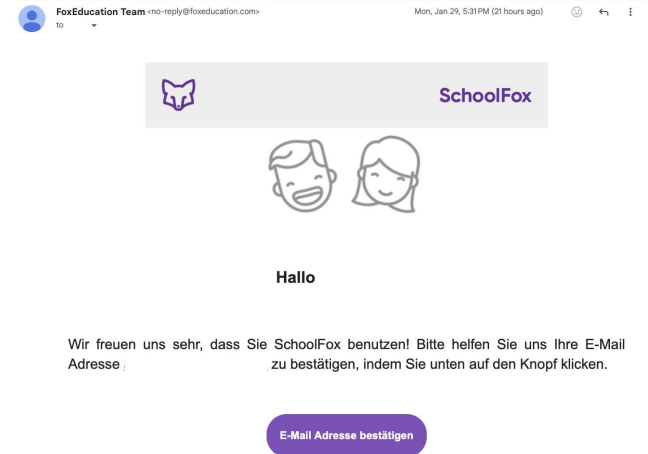 FoxEducation Team <no-reply@foxeducation.com>
Mon, Jan 29, 5:31 PM (21 hours ago)
to
SchoolFox
Hallo
Wir freuen uns sehr, dass Sie SchoolFox benutzen! Bitte helfen Sie uns Ihre E-Mail
Adresse zu bestätigen, indem Sie unten auf den Knopf klicken.
E-Mail Adresse bestätigen